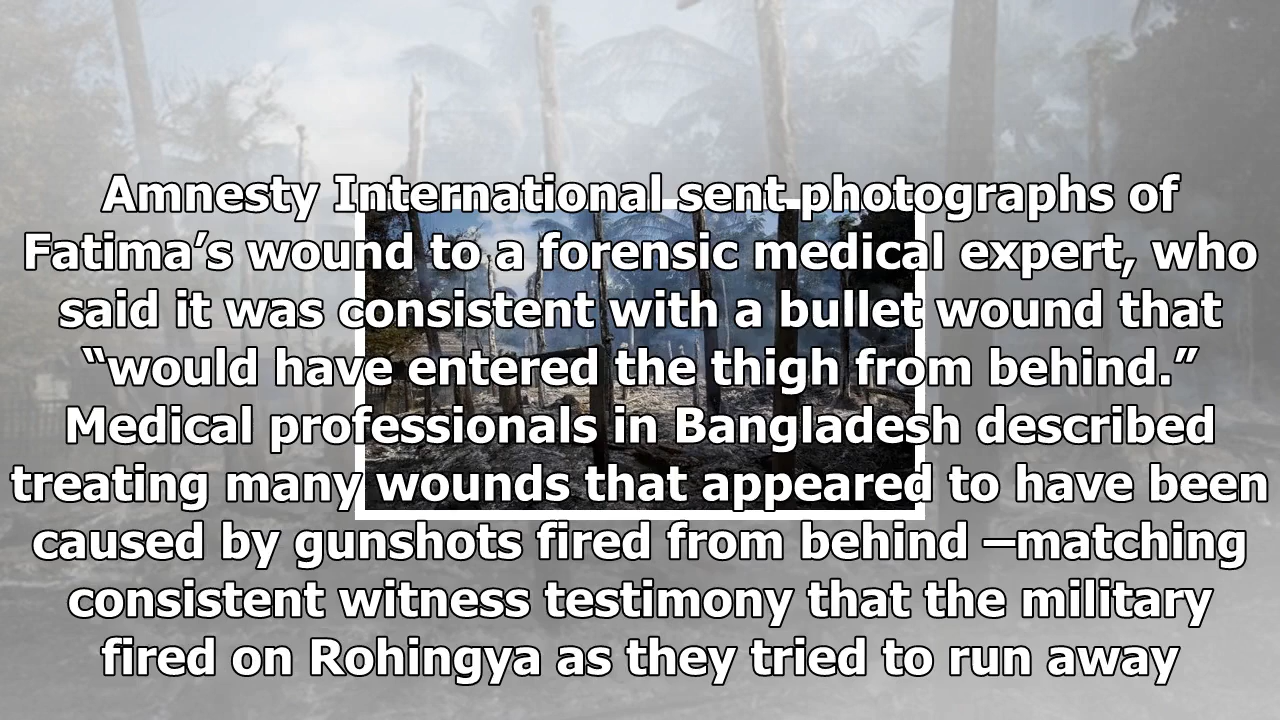 Amnesty International sent photographs of
Fatima’s wound to a forensic medical expert, who
said it was consistent with a bullet wound that
“would have entered the thigh from behind.”
Medical professionals in Bangladesh described
treating many wounds that appeared to have been
caused by gunshots fired from behind —matching
consistent witness testimony that the military
fired on Rohingya as they tried to run away